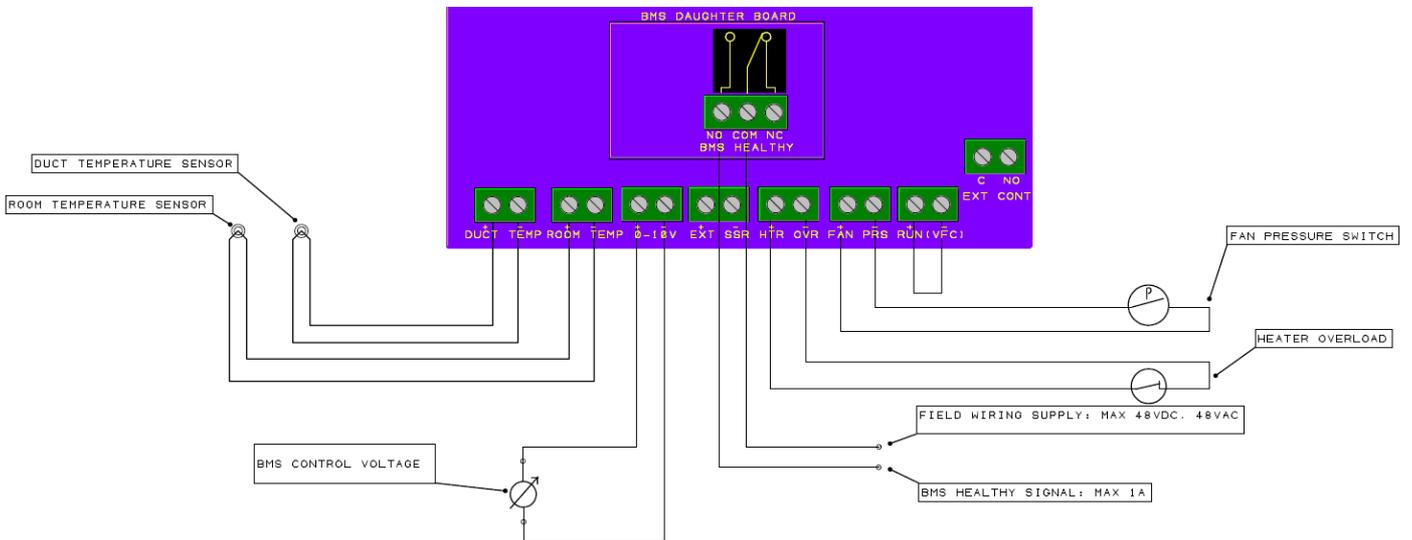 BMS DAUGHTER BOARD
NO COM NC
BMS HEALTHY
C NO
EXT CONT
DUCT TEMPERATURE SENSOR
ROOM TEMPERATURE SENSOR
+ - + - + - + - + - + - + -
DUCT TEMP ROOM TEMP 0-10V EXT SSR HTR OVR FAN PRS RUN(VFC)
FAN PRESSURE SWITCH
P
HEATER OVERLOAD
FIELD WIRING SUPPLY: MAX 48VDC. 48VAC
BMS CONTROL VOLTAGE
BMS HEALTHY SIGNAL: MAX 1A